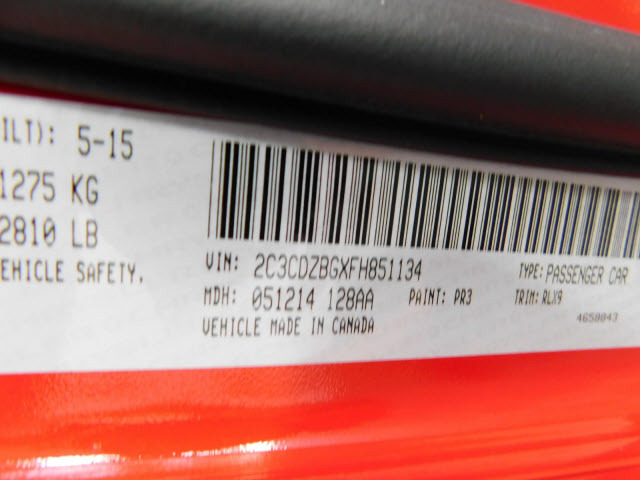 ILT): 5-15
1275 KG
2810 LB
EHICLE SAFETY.
VIN: 2C3CDZBGXFH851134
TYPE: PASSENGER CAR
MDH: 051214 128AA
PAINT: PR3
TRIM: RLX9
VEHICLE MADE IN CANADA
4658843